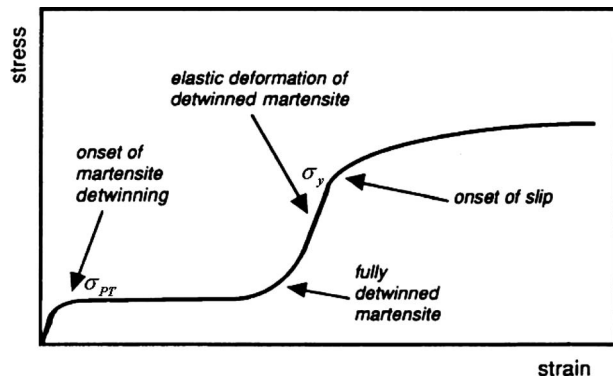 stress
elastic deformation of
detwinned martensite
onset of
martensite
detwinning
σy
onset of slip
σPT
fully
detwinned
martensite
strain